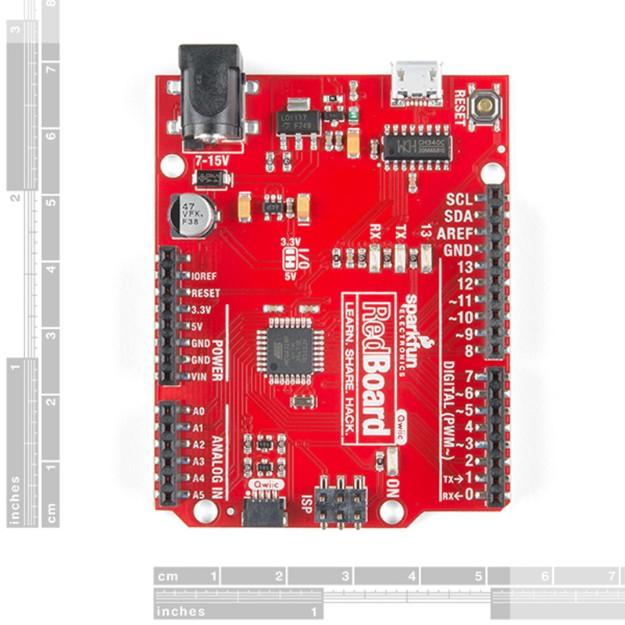 3
2
1
inches
8
7
6
5
4
3
2
1
cm
7-15V
47
VFK.
F38
RESET
CH340C
RX
TX
13
3.3V
I/O
5V
IOREF
RESET
3.3V
5V
GND
GND
VIN
POWER
A0
A1
A2
A3
A4
A5
ANALOG IN
SCL
SDA
AREF
GND
13
12
~11
~10
~9
8
7
~6
~5
4
~3
2
TX→1
RX←0
DIGITAL (PWM~)
sparkfun
ELECTRONICS
RedBoard
LEARN. SHARE. HACK.
Qwiic
Qwiic
ISP
ON
cm 1 2 3 4 5 6 7
inches 1